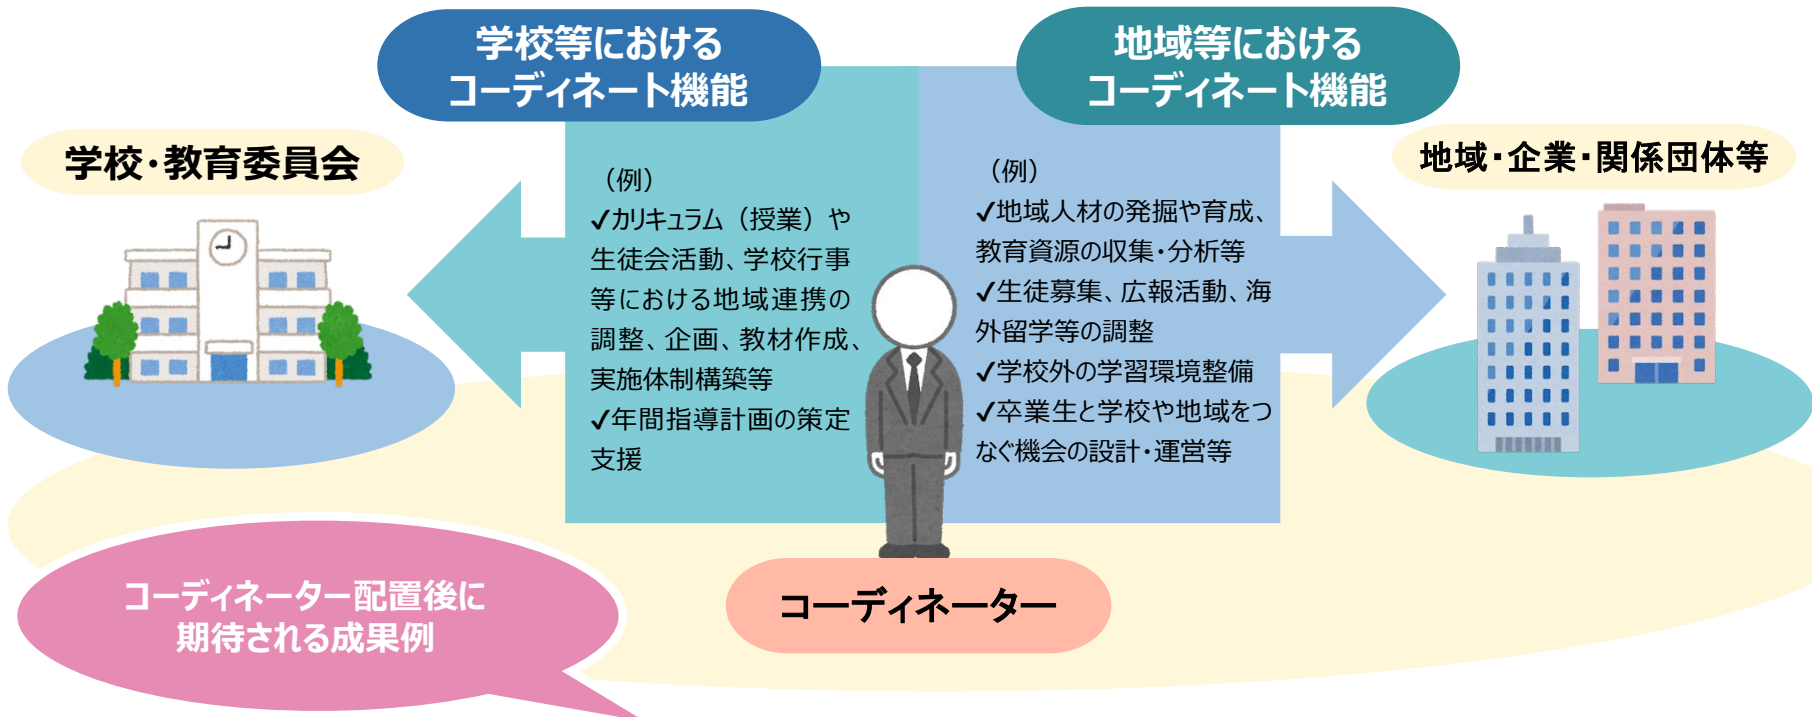 学校等における
コーディネート機能
地域等における
コーディネート機能
学校・教育委員会
地域・企業・関係団体等
（例）
✓カリキュラム（授業）や
生徒会活動、学校行事
等における地域連携の
調整、企画、教材作成、
実施体制構築等
✓年間指導計画の策定
支援
（例）
✓地域人材の発掘や育成、
教育資源の収集・分析等
✓生徒募集、広報活動、海
外留学等の調整
✓学校外の学習環境整備
✓卒業生と学校や地域をつ
なぐ機会の設計・運営等
コーディネーター
コーディネーター配置後に
期待される成果例